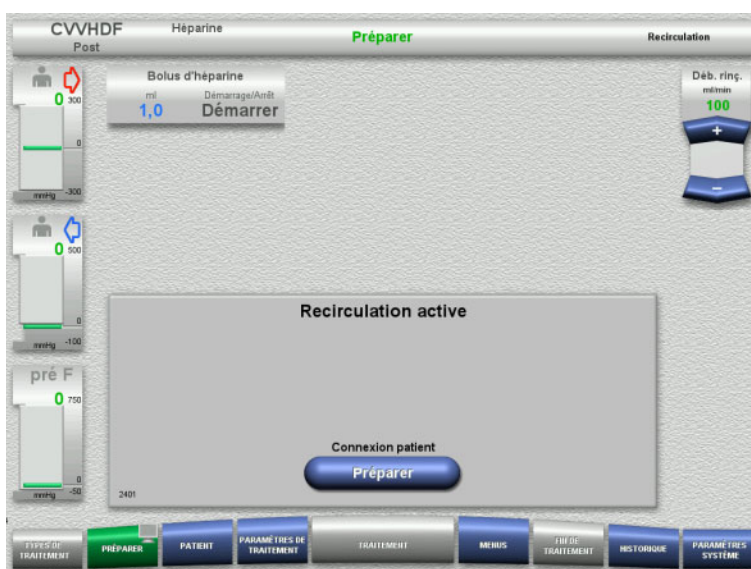 CVVHDF Héparine Préparer Recirculation
Post
Bolus d'héparine
ml Démarrage/Arrêt
1,0 Démarrer
Déb. rinç.
ml/min
100
+
–
0 300
0
mmHg -300
0 500
0
mmHg -100
pré F
0 750
0
mmHg -50
Recirculation active
Connexion patient
Préparer
2401
TYPES DE TRAITEMENT
PRÉPARER
PATIENT
PARAMÈTRES DE TRAITEMENT
TRAITEMENT
MENUS
FIN DE TRAITEMENT
HISTORIQUE
PARAMÈTRES SYSTÈME